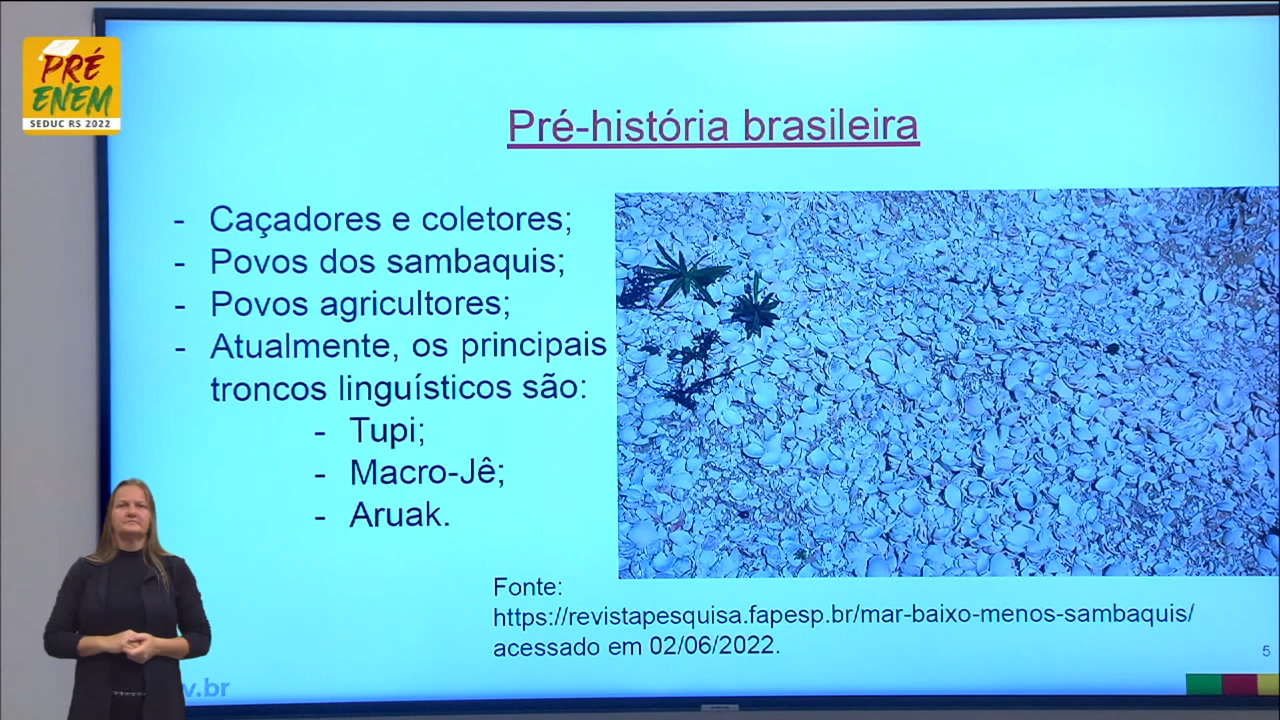 PRÉ
ENEM
SEDUC RS 2022
Pré-história brasileira
- Caçadores e coletores;
- Povos dos sambaquis;
- Povos agricultores;
- Atualmente, os principais
troncos linguísticos são:
- Tupi;
- Macro-Jê;
- Aruak.
Fonte:
https://revistapesquisa.fapesp.br/mar-baixo-menos-sambaquis/
acessado em 02/06/2022.
5
v.br